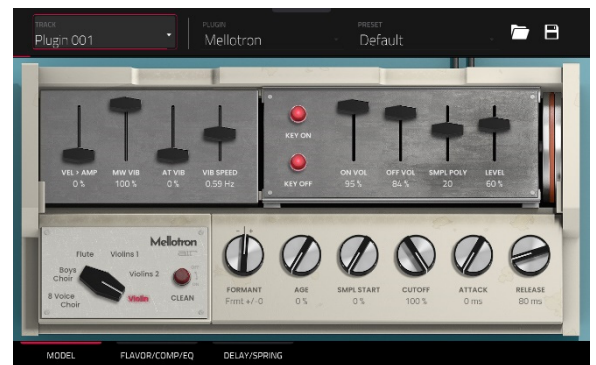 TRACK
Plugin 001
PLUGIN
Mellotron
PRESET
Default
KEY ON
KEY OFF
VEL > AMP
0 %
MW VIB
100 %
AT VIB
0 %
VIB SPEED
0.59 Hz
ON VOL
95 %
OFF VOL
84 %
SMPL POLY
20
LEVEL
60 %
Mellotron
Flute
Violins 1
Boys
Choir
Violins 2
8 Voice
Choir
Violin
CLEAN
FORMANT
Frmt +/-0
AGE
0 %
SMPL START
0 %
CUTOFF
100 %
ATTACK
0 ms
RELEASE
80 ms
MODEL
FLAVOR/COMP/EQ
DELAY/SPRING